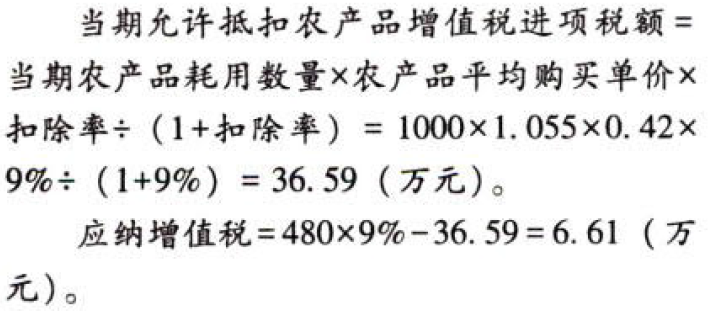 当期允许抵扣农产品增值税进项税额=
当期农产品耗用数量×农产品平均购买单价×
扣除率÷（1+扣除率）=1000×1.055×0.42×
9%÷（1+9%）=36.59（万元）。
应纳增值税=480×9%-36.59=6.61（万
元）。